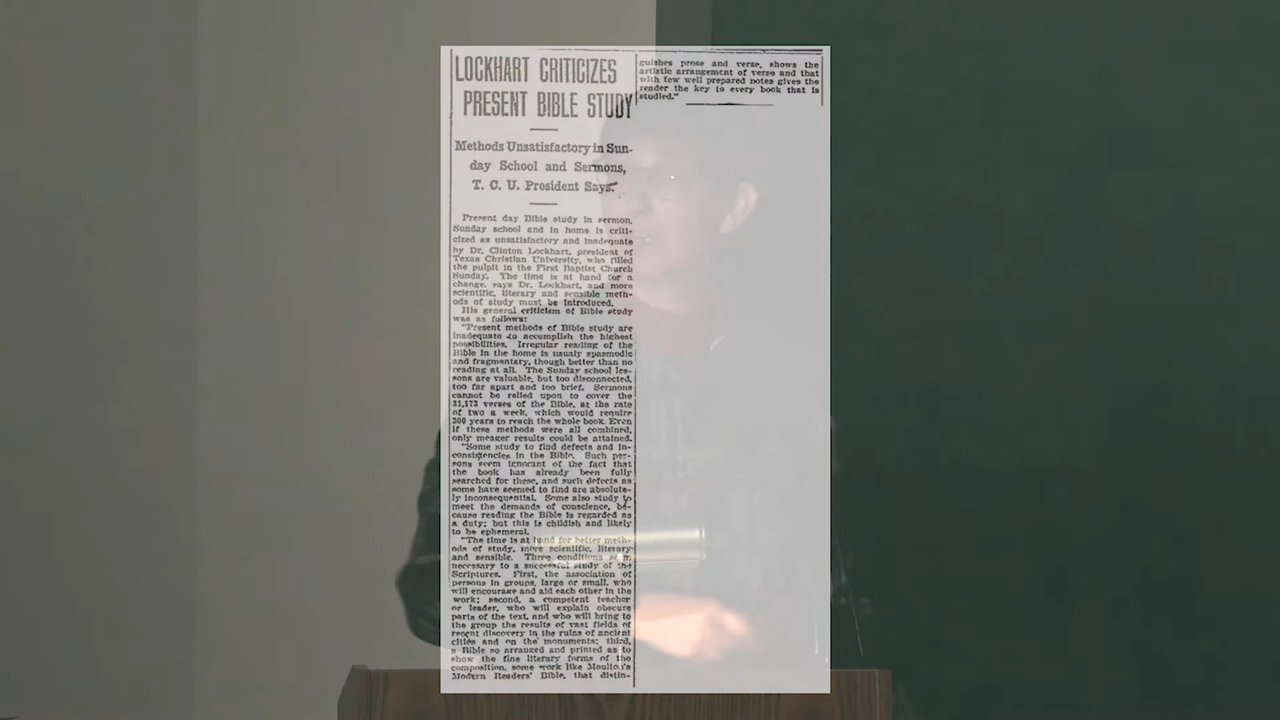 LOCKHART CRITICIZES
PRESENT BIBLE STUDY
Methods Unsatisfactory in Sun-
day School and Sermons,
T. C. U. President Says.
Present day Bible study in sermon,
Sunday school and in home is criti-
cized as unsatisfactory and inadequate
by Dr. Clinton Lockhart, president of
Texas Christian University, who filled
the pulpit in the First Baptist Church
Sunday. The time is at hand for a
change, says Dr. Lockhart, and more
scientific, literary and sensible meth-
ods of study must be introduced.
His general criticism of Bible study
was as follows:
"Present methods of Bible study are
inadequate to accomplish the highest
possibilities. Irregular reading of the
Bible in the home is usualy spasmodic
and fragmentary, though better than no
reading at all. The Sunday school les-
sons are valuable, but too disconnected,
too far apart and too brief. Sermons
cannot be relied upon to cover the
31,173 verses of the Bible, at the rate
of two a week, which would require
300 years to reach the whole book. Even
if these methods were all combined,
only meager results could be attained.
"Some study to find defects and in-
consistencies in the Bible. Such per-
sons seem ignorant of the fact that
the book has already been fully
searched for these, and such defects as
some have seemed to find are absolute-
ly inconsequential. Some also study to
meet the demands of conscience, be-
cause reading the Bible is regarded as
a duty; but this is childish and likely
to be ephemeral.
"The time is at hand for better meth-
ods of study, more scientific, literary
and sensible. Three conditions seem
necessary to a successful study of the
Scriptures. First, the association of
persons in groups, large or small, who
will encourage and aid each other in the
work; second, a competent teacher
or leader, who will explain obscure
parts of the text, and who will bring to
the group the results of vast fields of
recent discovery in the ruins of ancient
cities and on the monuments; third,
a Bible so arranged and printed as to
show the fine literary forms of the
composition, some work like Moulton's
Modern Readers' Bible, that distin-
guishes prose and verse, shows the
artistic arrangement of verse and that
with few well prepared notes gives the
reader the key to every book that is
studied."